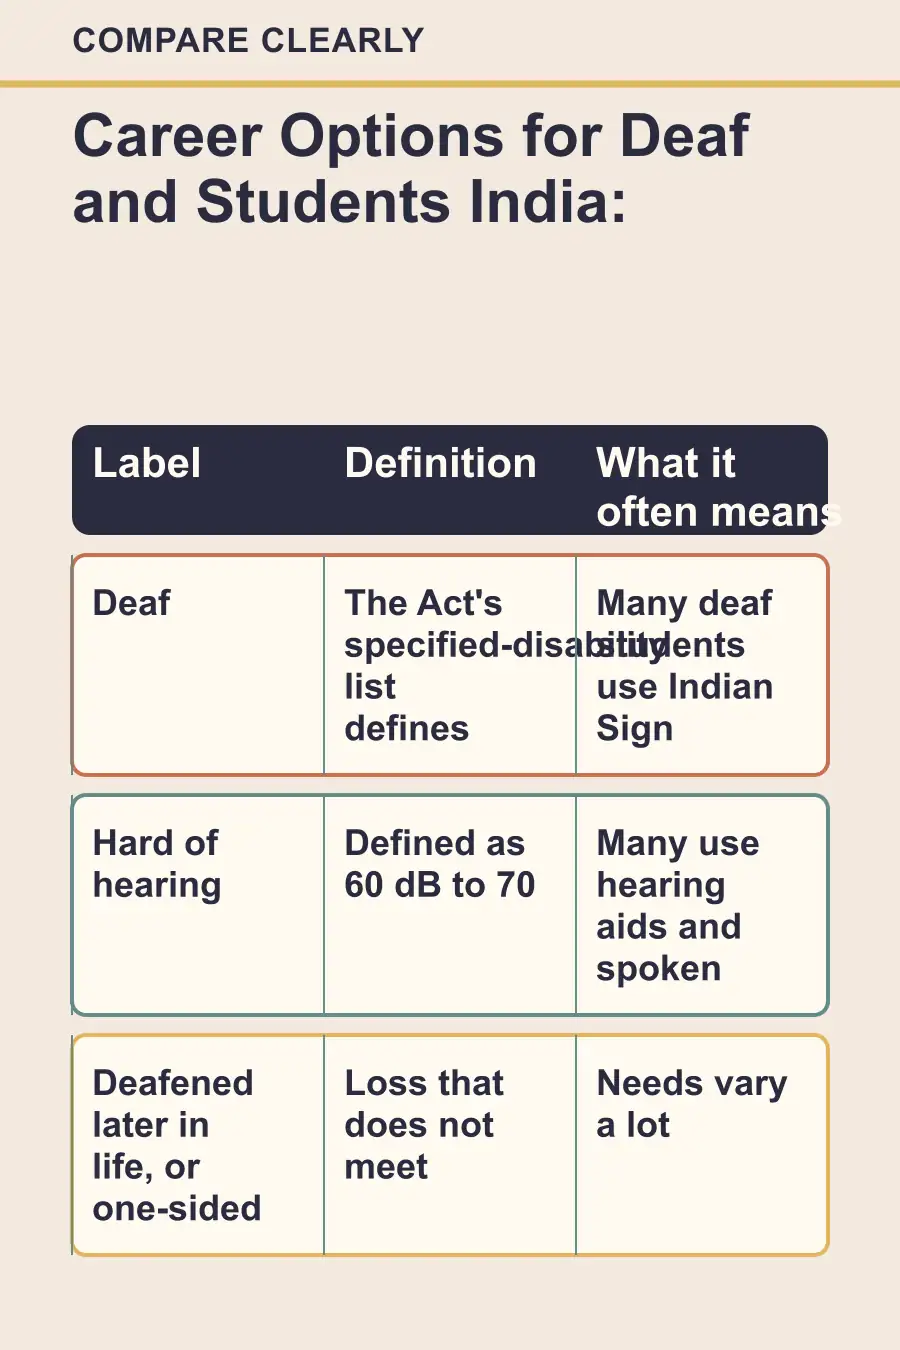 COMPARE CLEARLY
Career Options for Deaf
and Students India:
Label
Definition
What it
often means
Deaf
The Act's
specified-disability
list
defines
Many deaf
students
use Indian
Sign
Hard of
hearing
Defined as
60 dB to 70
Many use
hearing
aids and
spoken
Deafened
later in
life, or
one-sided
Loss that
does not
meet
Needs vary
a lot